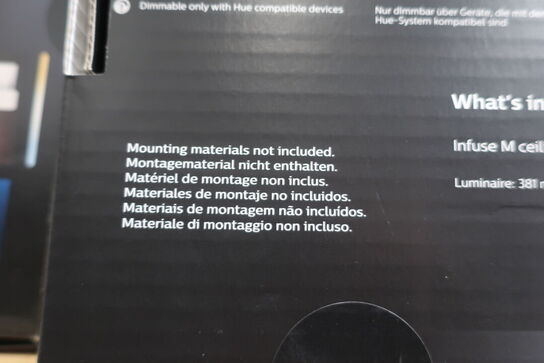 Dimmable only with Hue compatible devices
Nur dimmbar über Geräte, die mit dem
Hue-System kompatibel sind
What's in
Infuse M ceil
Luminaire: 381
Mounting materials not included.
Montagematerial nicht enthalten.
Matériel de montage non inclus.
Materiales de montaje no incluidos.
Materiais de montagem não incluídos.
Materiale di montaggio non incluso.